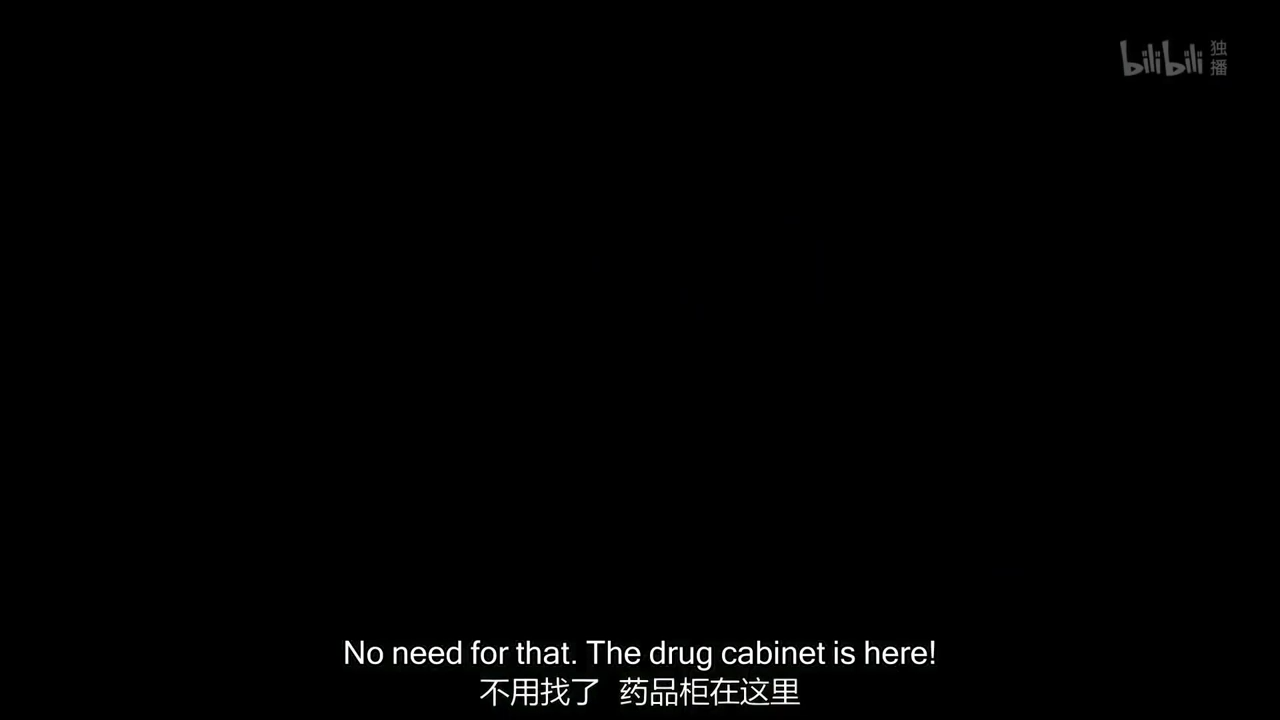 bilibili 独播
No need for that. The drug cabinet is here!
不用找了 药品柜在这里